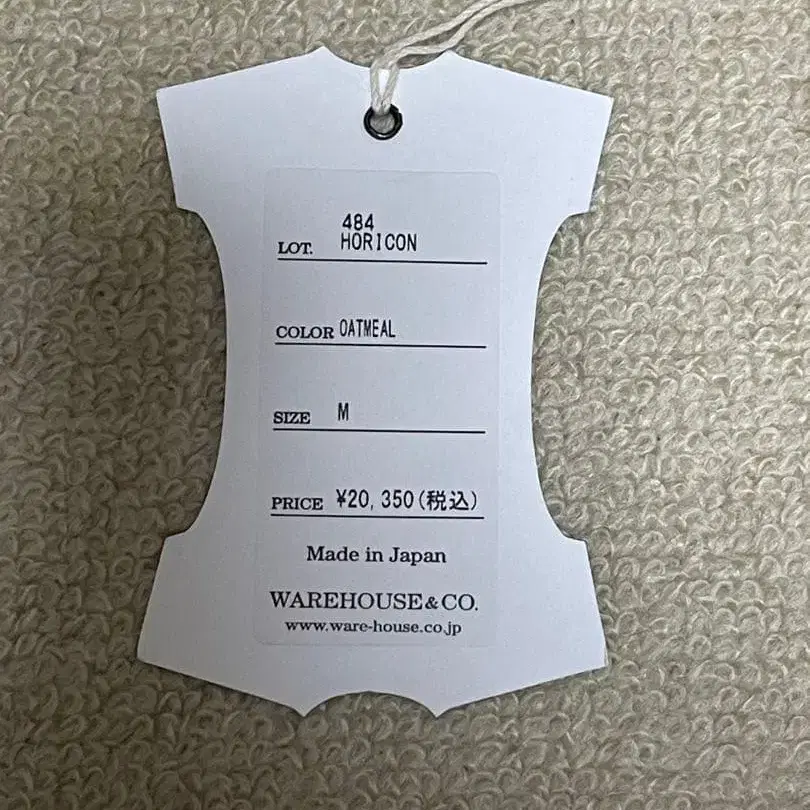 484
LOT. HORICON
COLOR OATMEAL
SIZE M
PRICE ¥20,350(税込)
Made in Japan
WAREHOUSE & CO.
www.ware-house.co.jp